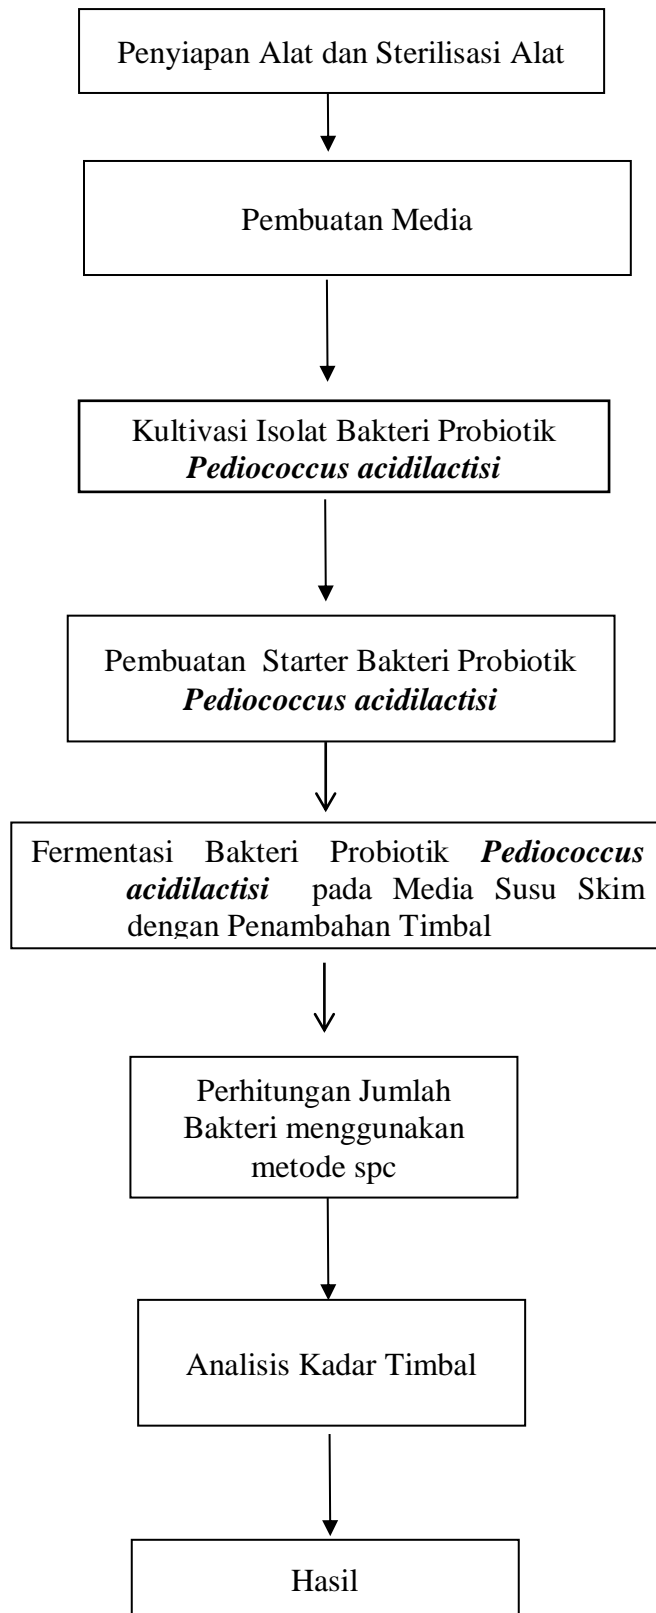 Penyiapan Alat dan Sterilisasi Alat
Pembuatan Media
Kultivasi Isolat Bakteri Probiotik
Pediococcus acidilactisi
Pembuatan Starter Bakteri Probiotik
Pediococcus acidilactisi
Fermentasi Bakteri Probiotik Pediococcus
acidilactisi pada Media Susu Skim
dengan Penambahan Timbal
Perhitungan Jumlah
Bakteri menggunakan
metode spc
Analisis Kadar Timbal
Hasil